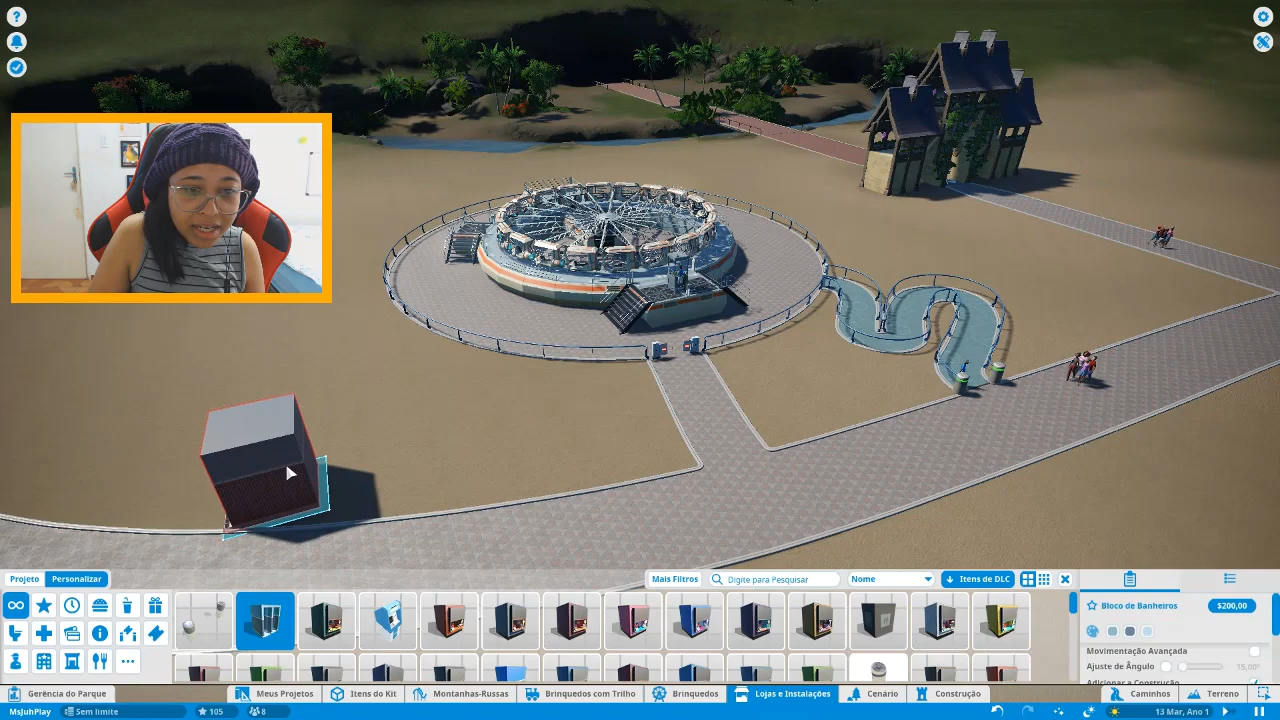 ?
Projeto
Personalizar
Mais Filtros
Digite para Pesquisar
Nome
Itens de DLC
Bloco de Banheiros
$200,00
Movimentação Avançada
Ajuste de Ângulo
15,00°
Gerência do Parque
Meus Projetos
Itens do Kit
Montanhas-Russas
Brinquedos com Trilho
Brinquedos
Lojas e Instalações
Cenário
Construção
Caminhos
Terreno
MsJuhPlay
Sem limite
105
8
13 Mar, Ano 1